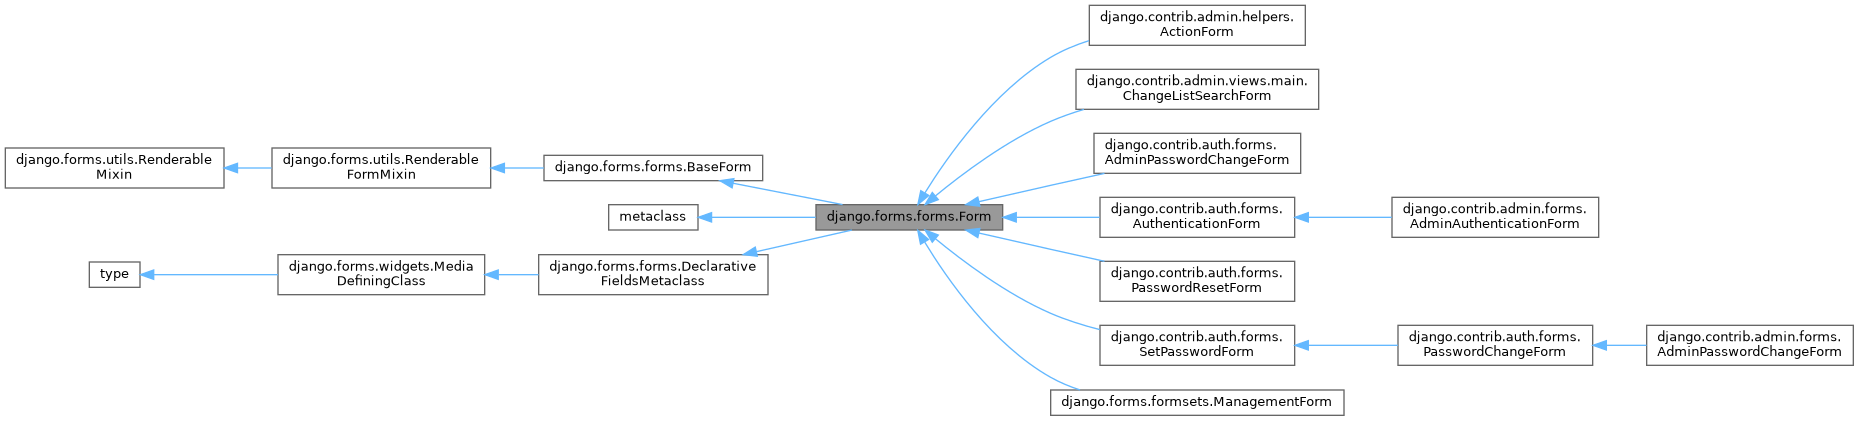 django.contrib.admin.helpers.
ActionForm
django.contrib.admin.views.main.
ChangeListSearchForm
django.contrib.auth.forms.
AdminPasswordChangeForm
django.forms.utils.Renderable
Mixin
django.forms.utils.Renderable
FormMixin
django.forms.forms.BaseForm
metaclass
django.forms.forms.Form
django.contrib.auth.forms.
AuthenticationForm
django.contrib.admin.forms.
AdminAuthenticationForm
type
django.forms.widgets.Media
DefiningClass
django.forms.forms.Declarative
FieldsMetaclass
django.contrib.auth.forms.
PasswordResetForm
django.contrib.auth.forms.
SetPasswordForm
django.contrib.auth.forms.
PasswordChangeForm
django.contrib.admin.forms.
AdminPasswordChangeForm
django.forms.formsets.ManagementForm